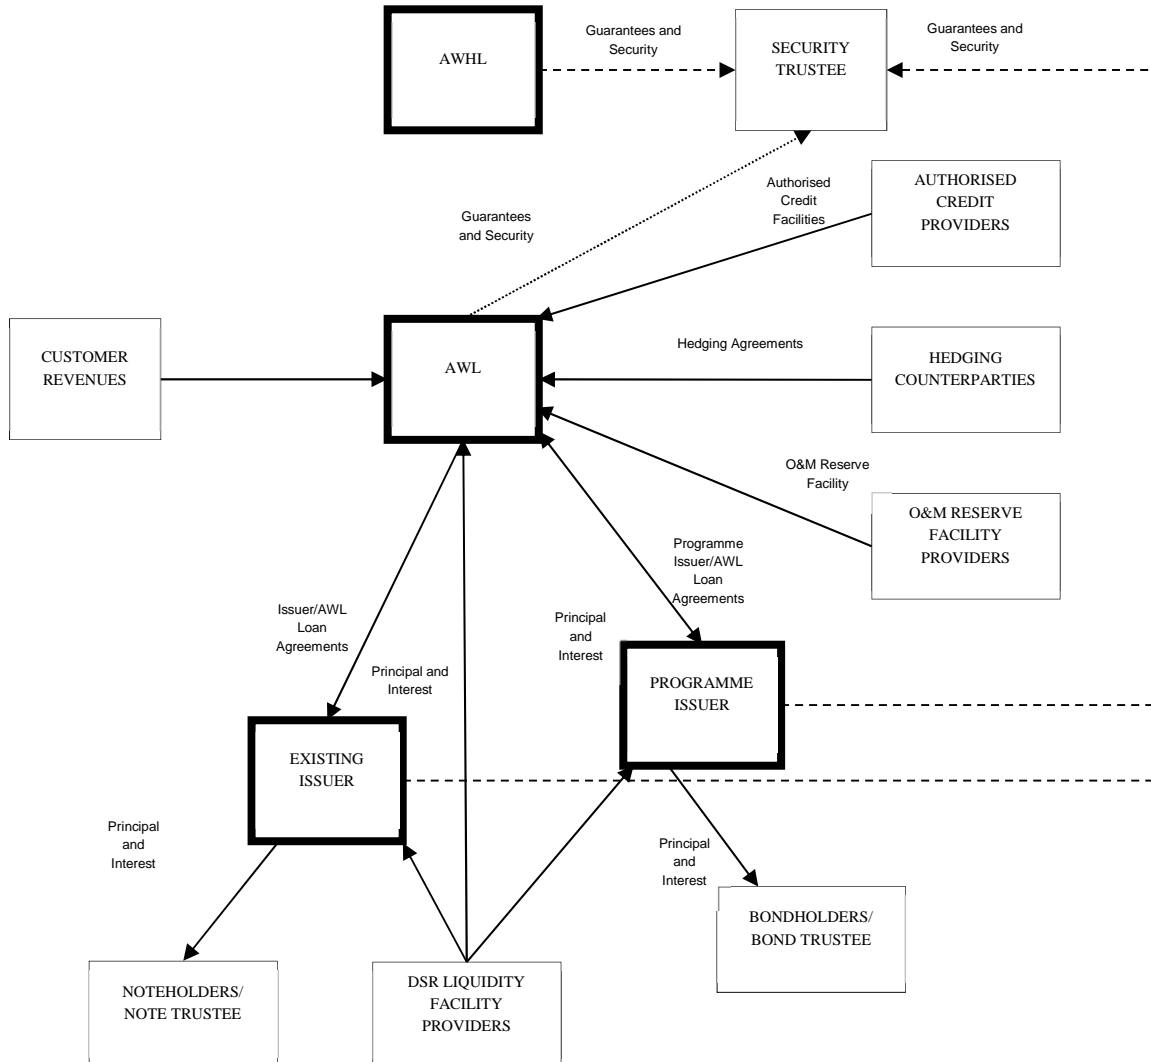 Guarantees and
Security
Guarantees and
Security
AWHL
SECURITY
TRUSTEE
Authorised
Credit
Facilities
AUTHORISED
CREDIT
PROVIDERS
Guarantees
and Security
CUSTOMER
REVENUES
AWL
Hedging Agreements
HEDGING
COUNTERPARTIES
O&M Reserve
Facility
O&M RESERVE
FACILITY
PROVIDERS
Programme
Issuer/AWL
Loan
Agreements
Issuer/AWL
Loan
Agreements
Principal
and
Interest
Principal and
Interest
PROGRAMME
ISSUER
EXISTING
ISSUER
Principal
and
Interest
Principal
and
Interest
BONDHOLDERS/
BOND TRUSTEE
NOTEHOLDERS/
NOTE TRUSTEE
DSR LIQUIDITY
FACILITY
PROVIDERS